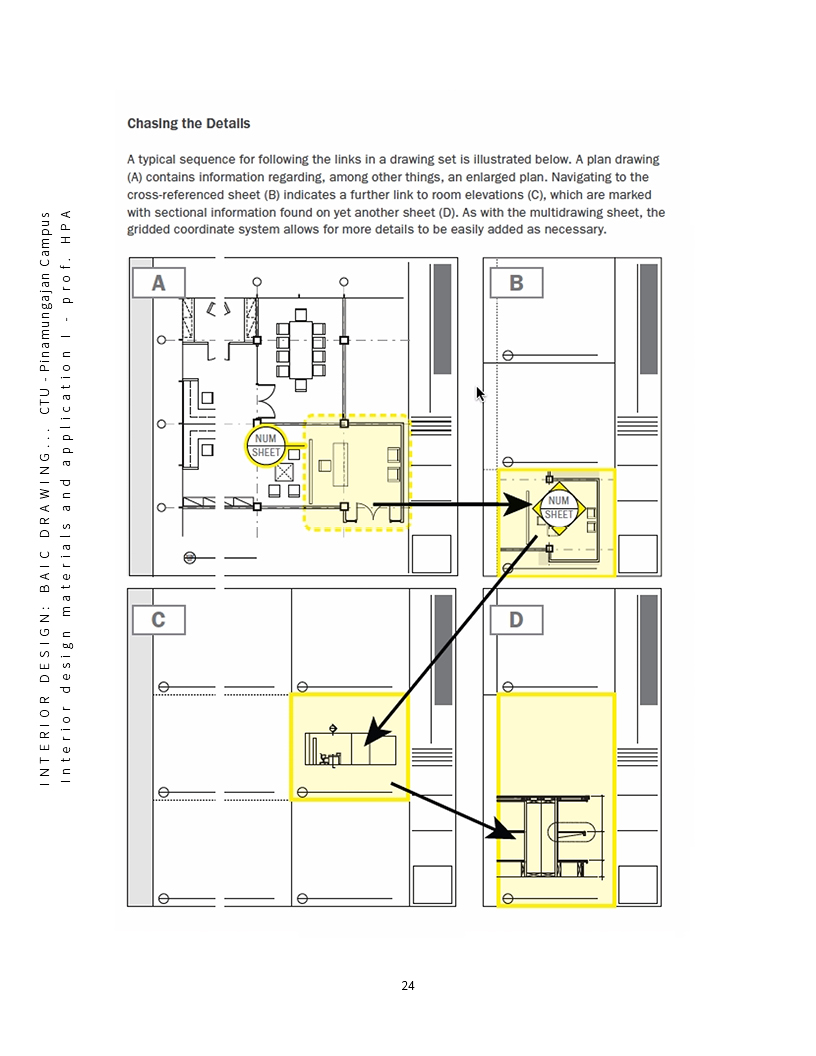 Chasing the Details
A typical sequence for following the links in a drawing set is illustrated below. A plan drawing
(A) contains information regarding, among other things, an enlarged plan. Navigating to the
cross-referenced sheet (B) indicates a further link to room elevations (C), which are marked
with sectional information found on yet another sheet (D). As with the multidrawing sheet, the
gridded coordinate system allows for more details to be easily added as necessary.
INTERIOR DESIGN: BAIC DRAWING... CTU - Pinamungajan Campus
Interior design materials and application I - prof. HPA
A
B
NUM
SHEET
NUM
SHEET
C
D
24